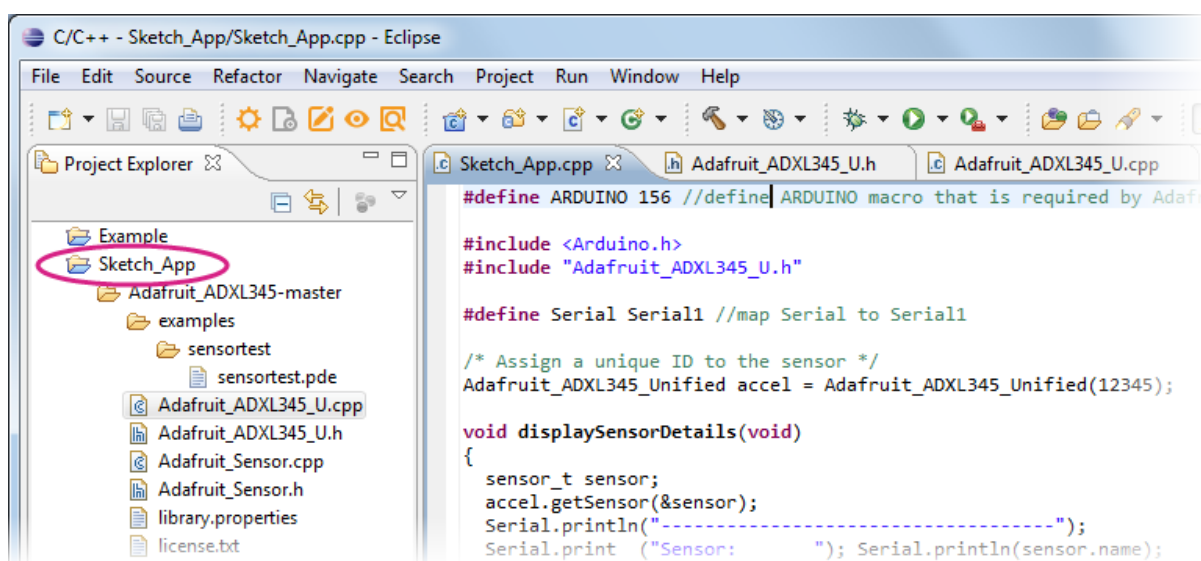 C/C++ - Sketch_App/Sketch_App.cpp - Eclipse
File Edit Source Refactor Navigate Search Project Run Window Help
Project Explorer
Example
Sketch_App
Adafruit_ADXL345-master
examples
sensortest
sensortest.pde
Adafruit_ADXL345_U.cpp
Adafruit_ADXL345_U.h
Adafruit_Sensor.cpp
Adafruit_Sensor.h
library.properties
license.txt
Sketch_App.cpp Adafruit_ADXL345_U.h Adafruit_ADXL345_U.cpp
#define ARDUINO 156 //define ARDUINO macro that is required by Adaf
#include <Arduino.h>
#include "Adafruit_ADXL345_U.h"
#define Serial Serial1 //map Serial to Serial1
/* Assign a unique ID to the sensor */
Adafruit_ADXL345_Unified accel = Adafruit_ADXL345_Unified(12345);
void displaySensorDetails(void)
{
sensor_t sensor;
accel.getSensor(&sensor);
Serial.println("------------------------------------");
Serial.print  ("Sensor:       "); Serial.println(sensor.name);